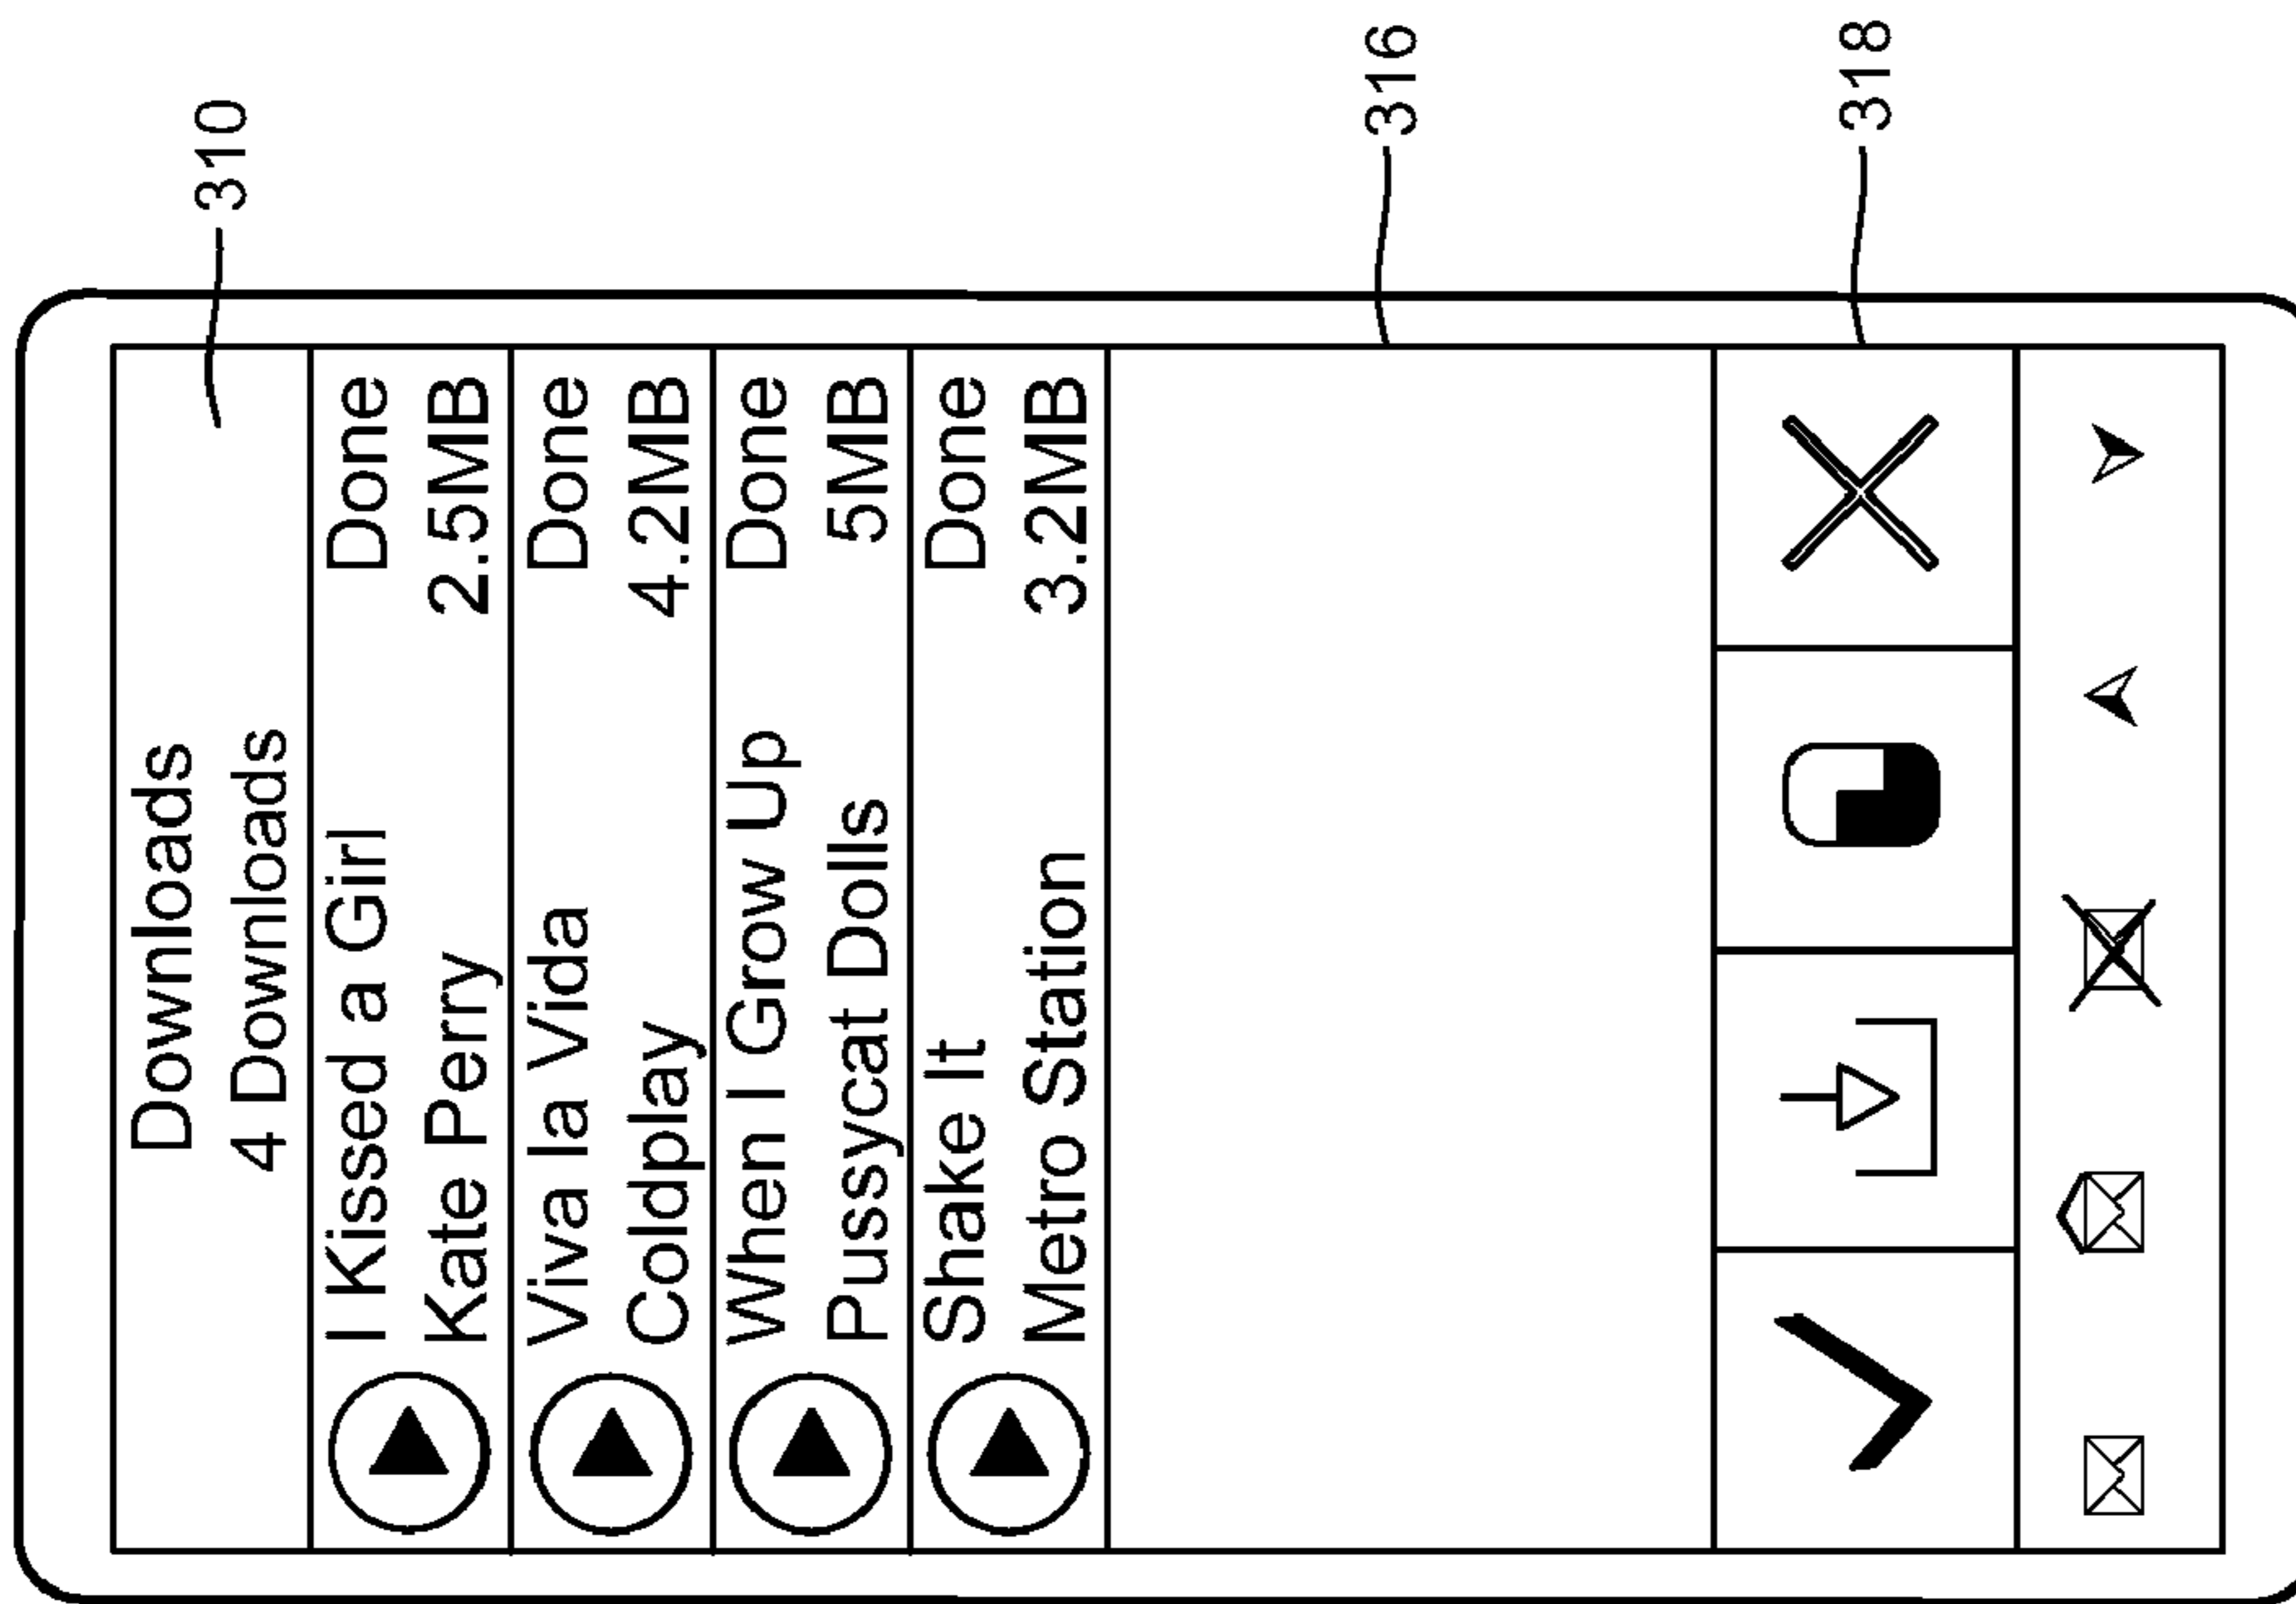 Downloads
4 Downloads
310
I Kissed a Girl Done
Kate Perry 2.5MB
Viva la Vida Done
Coldplay 4.2MB
When I Grow Up Done
Pussycat Dolls 5MB
Shake It Done
Metro Station 3.2MB
316
318